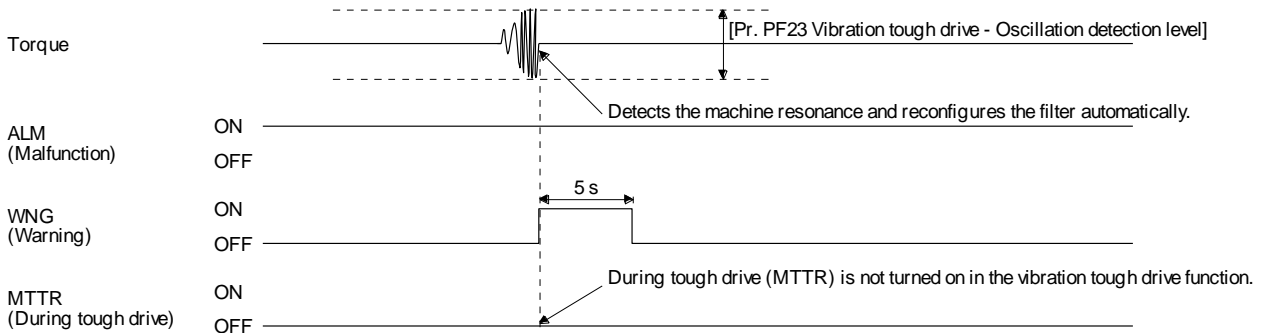 [Pr. PF23 Vibration tough drive - Oscillation detection level]
Torque
Detects the machine resonance and reconfigures the filter automatically.
ALM
(Malfunction)
ON
OFF
5 s
WNG
(Warning)
ON
OFF
During tough drive (MTTR) is not turned on in the vibration tough drive function.
MTTR
(During tough drive)
ON
OFF